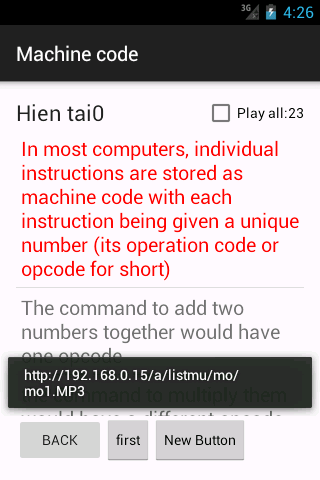 3G
4:26
Machine code
Hien tai0
Play all:23
In most computers, individual
instructions are stored as
machine code with each
instruction being given a unique
number (its operation code or
opcode for short)
The command to add two
numbers together would have
one opcode
http://192.168.0.15/a/listmu/mo/
mo1.MP3
the command to multiply them
would have a different opcode
BACK
first
New Button